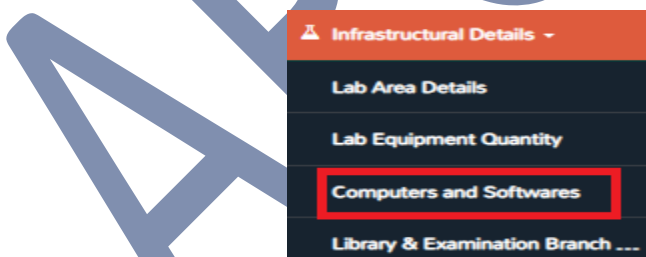 Infrastructural Details
Lab Area Details
Lab Equipment Quantity
Computers and Softwares
Library & Examination Branch ...